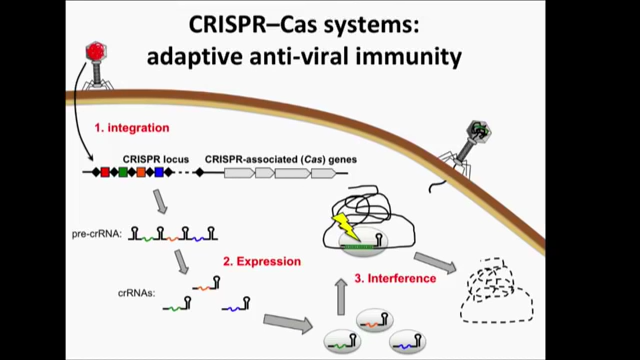 CRISPR–Cas systems:
adaptive anti-viral immunity
1. integration
CRISPR locus
CRISPR-associated (Cas) genes
pre-crRNA:
2. Expression
3. Interference
crRNAs: